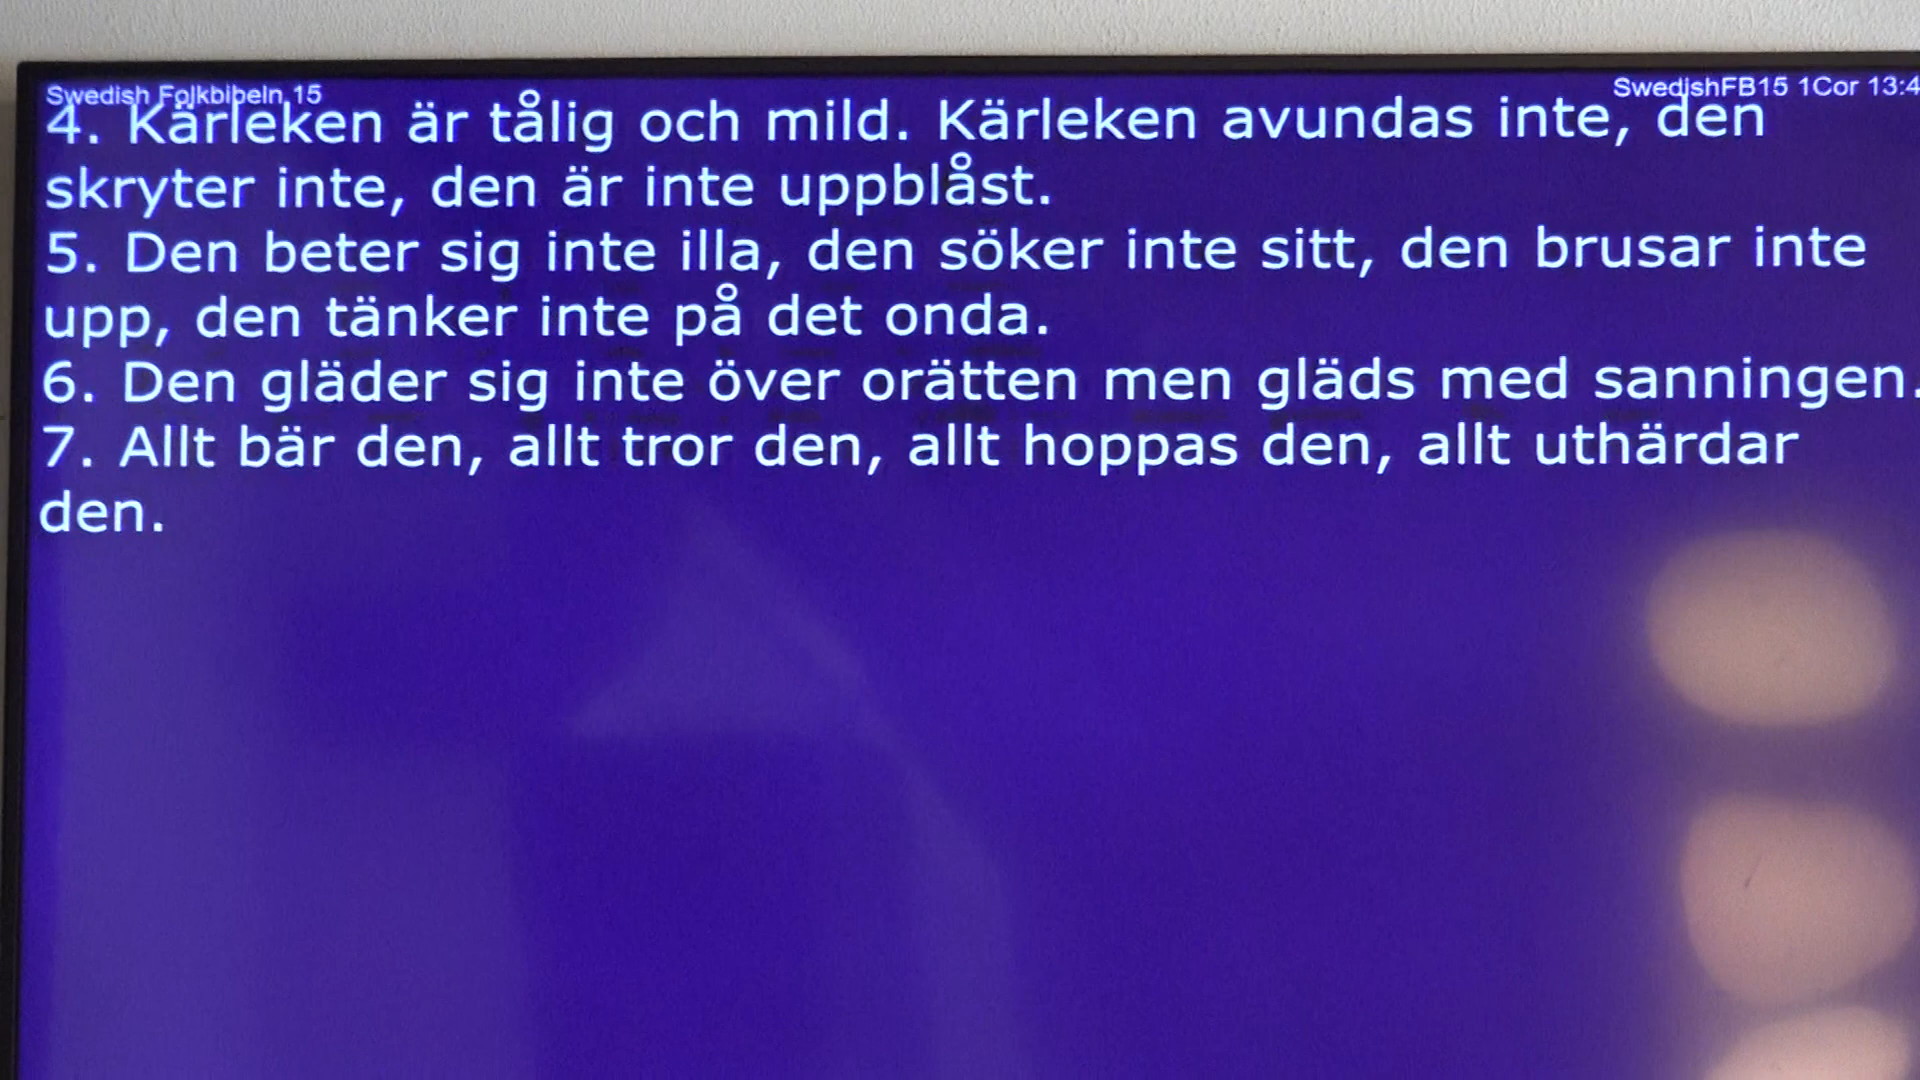 Swedish Folkbibeln 15
SwedishFB15 1Cor 13:4
4. Kärleken är tålig och mild. Kärleken avundas inte, den
skryter inte, den är inte uppblåst.
5. Den beter sig inte illa, den söker inte sitt, den brusar inte
upp, den tänker inte på det onda.
6. Den gläder sig inte över orätten men gläds med sanningen.
7. Allt bär den, allt tror den, allt hoppas den, allt uthärdar
den.